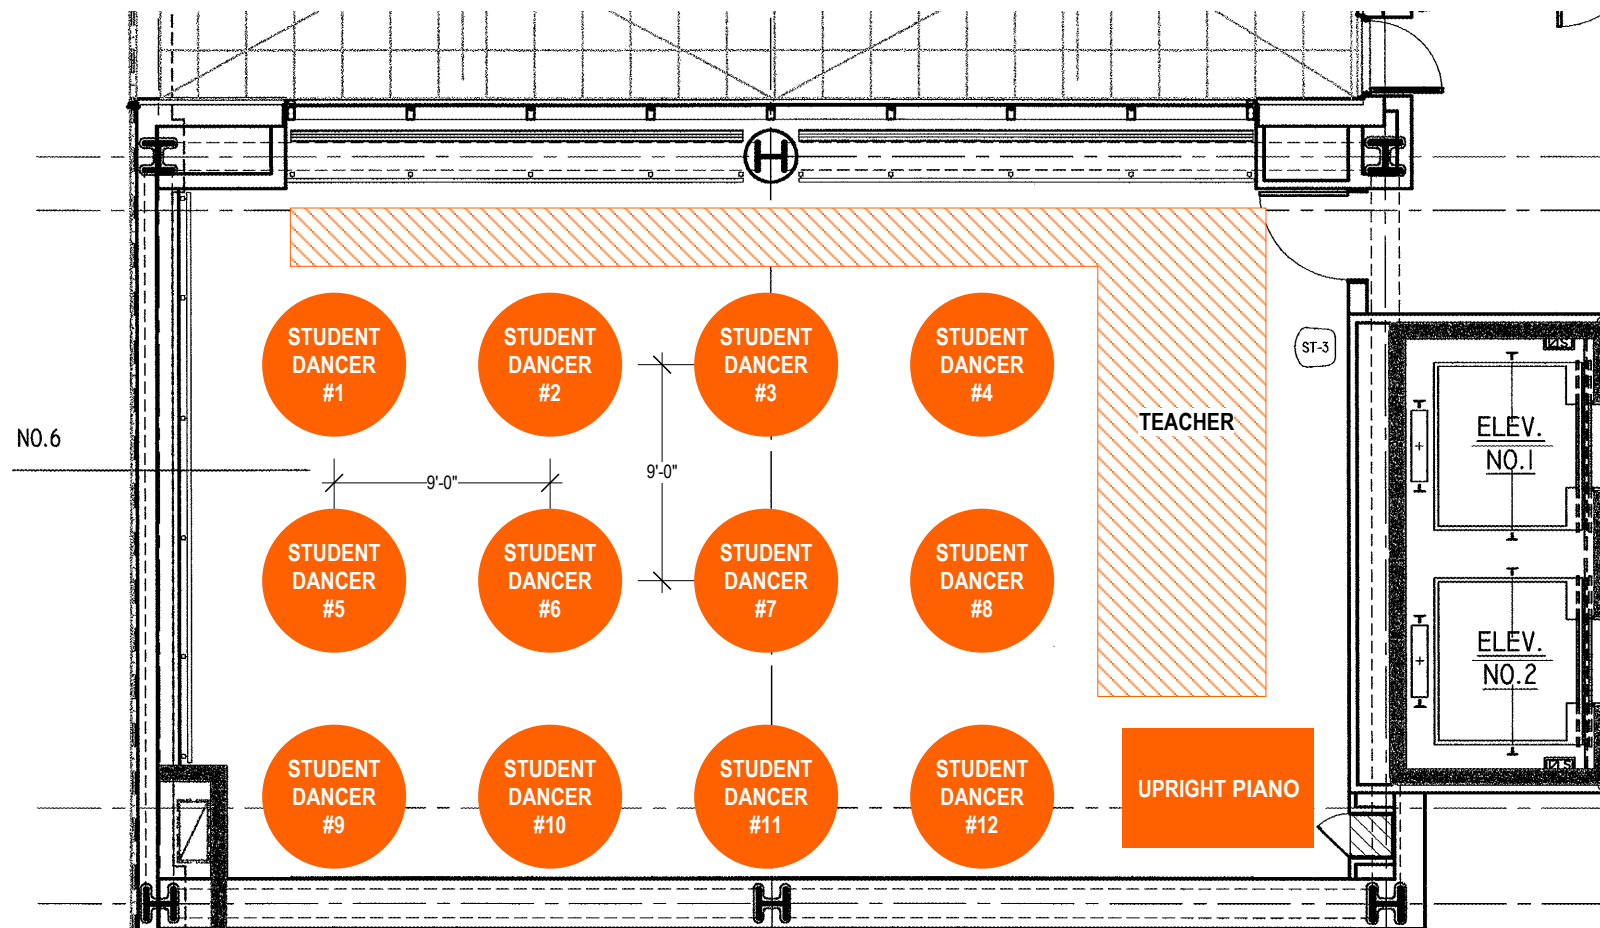 STUDENT
DANCER
#1
STUDENT
DANCER
#2
STUDENT
DANCER
#3
STUDENT
DANCER
#4
ST-3
TEACHER
NO.6
9'-0"
9'-0"
ELEV.
NO.1
STUDENT
DANCER
#5
STUDENT
DANCER
#6
STUDENT
DANCER
#7
STUDENT
DANCER
#8
ELEV.
NO.2
STUDENT
DANCER
#9
STUDENT
DANCER
#10
STUDENT
DANCER
#11
STUDENT
DANCER
#12
UPRIGHT PIANO